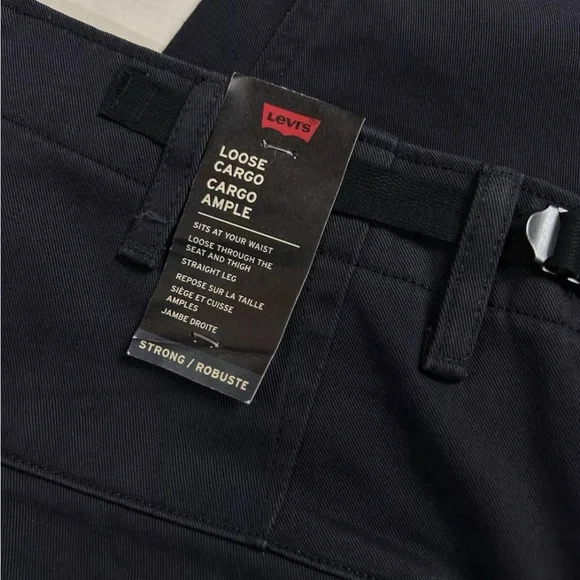 Levi's
LOOSE
CARGO
CARGO
AMPLE
SITS AT YOUR WAIST
LOOSE THROUGH THE
SEAT AND THIGH
STRAIGHT LEG
REPOSE SUR LA TAILLE
SIÈGE ET CUISSE
AMPLES
JAMBE DROITE
STRONG / ROBUSTE